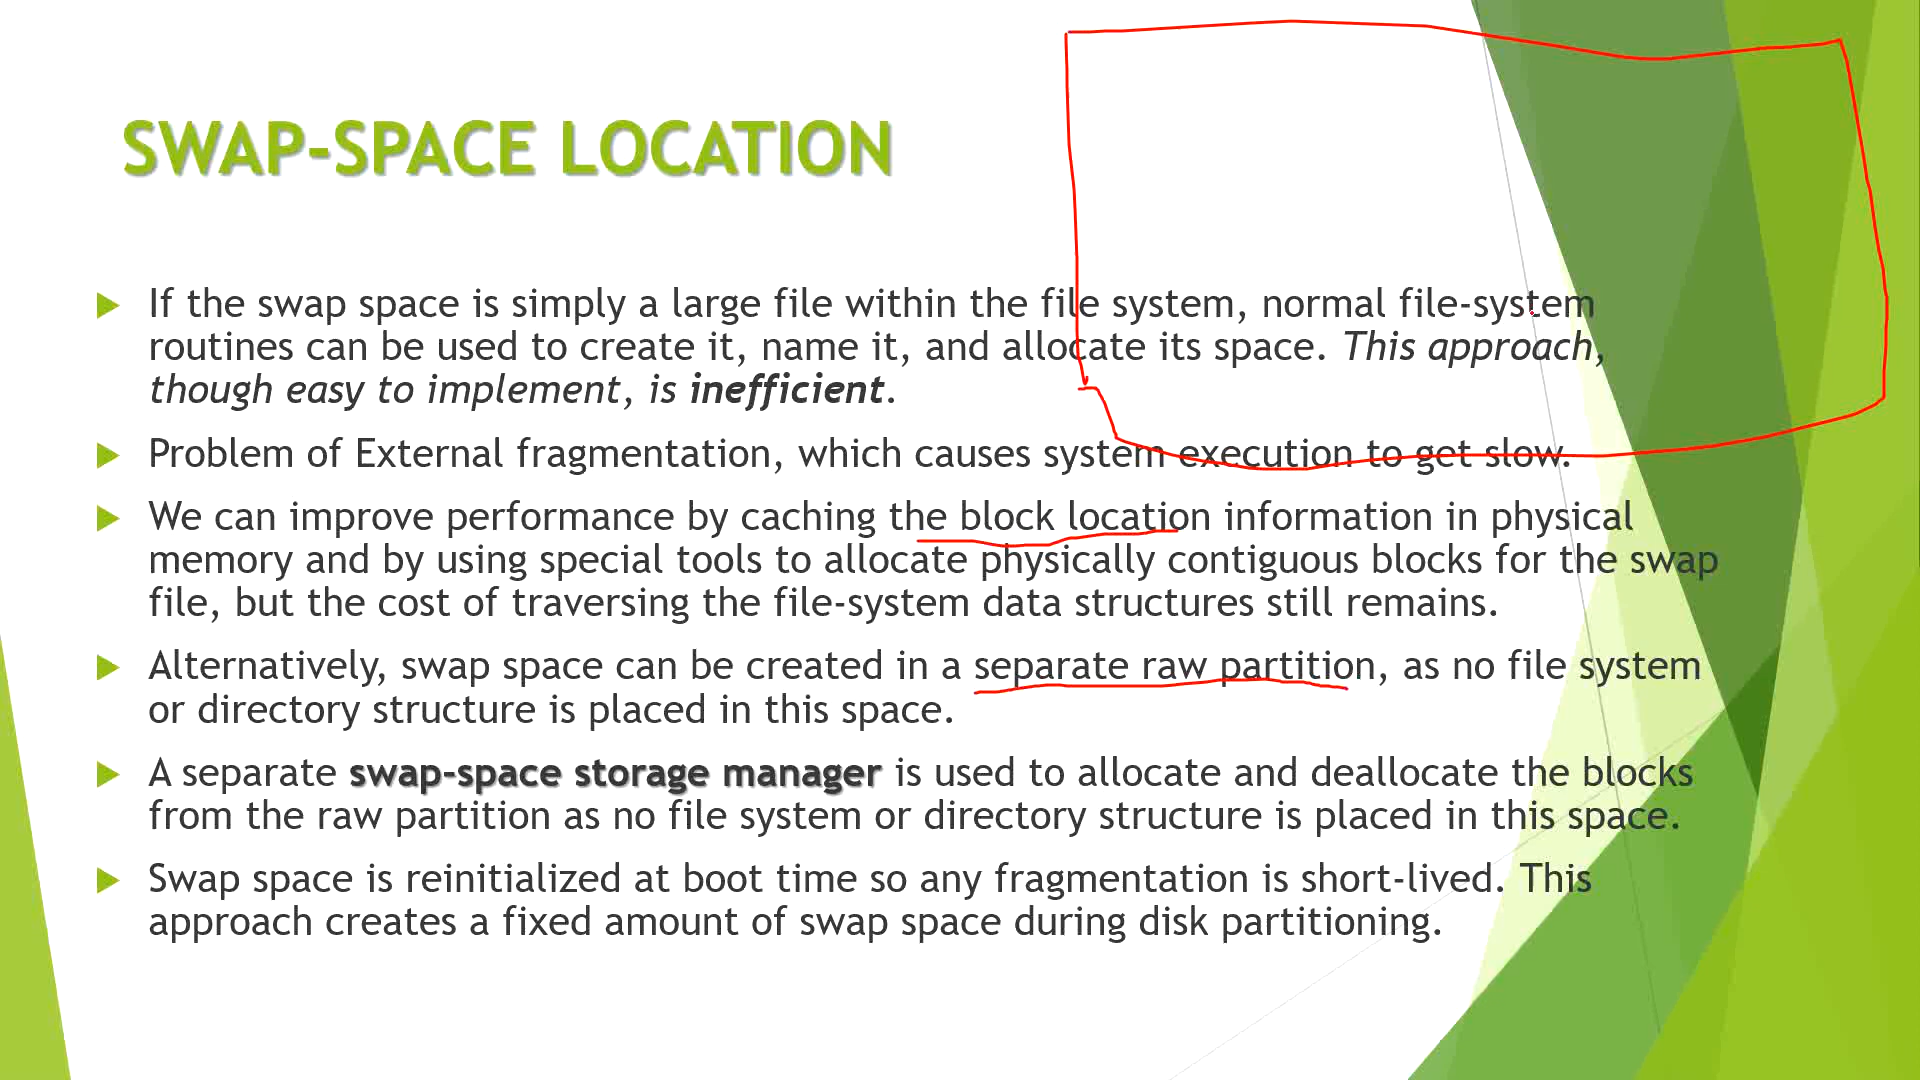 SWAP-SPACE LOCATION
If the swap space is simply a large file within the file system, normal file-system
routines can be used to create it, name it, and allocate its space. This approach,
though easy to implement, is inefficient.
Problem of External fragmentation, which causes system execution to get slow.
We can improve performance by caching the block location information in physical
memory and by using special tools to allocate physically contiguous blocks for the swap
file, but the cost of traversing the file-system data structures still remains.
Alternatively, swap space can be created in a separate raw partition, as no file system
or directory structure is placed in this space.
A separate swap-space storage manager is used to allocate and deallocate the blocks
from the raw partition as no file system or directory structure is placed in this space.
Swap space is reinitialized at boot time so any fragmentation is short-lived. This
approach creates a fixed amount of swap space during disk partitioning.